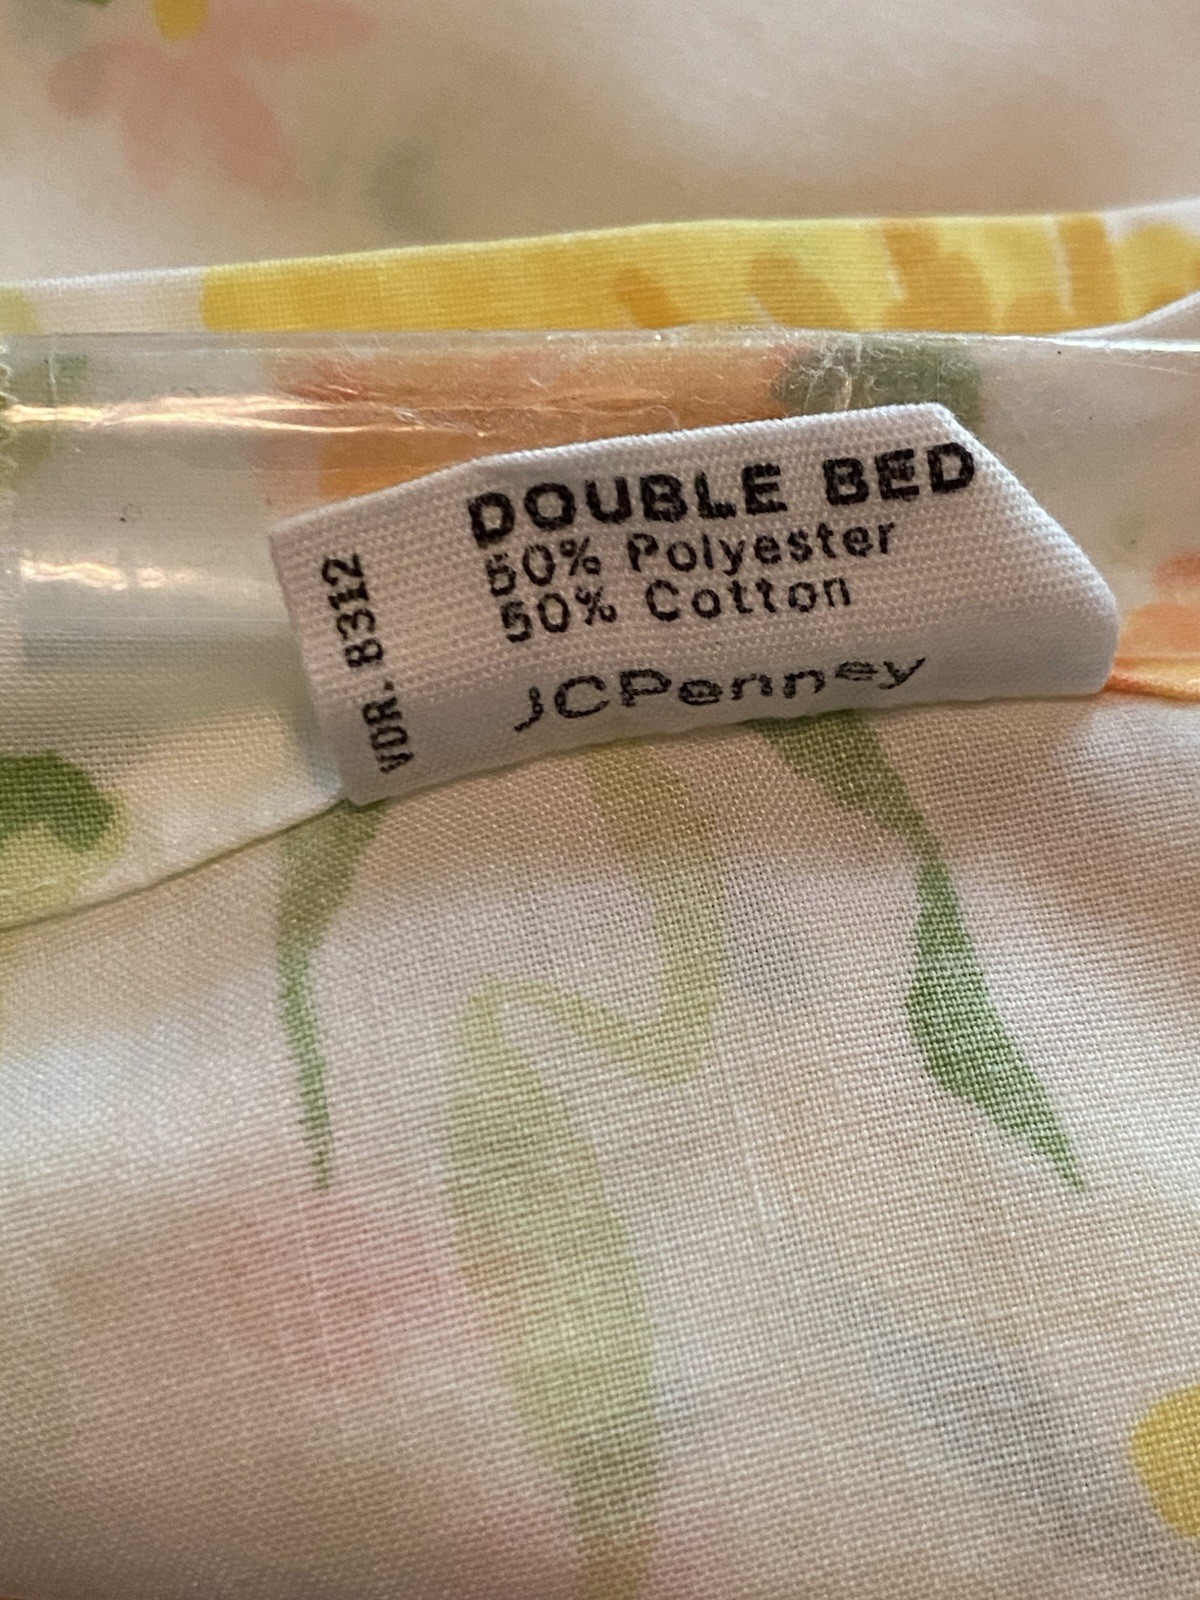 DOUBLE BED
50% Polyester
50% Cotton
JCPenney
VDR. 8312